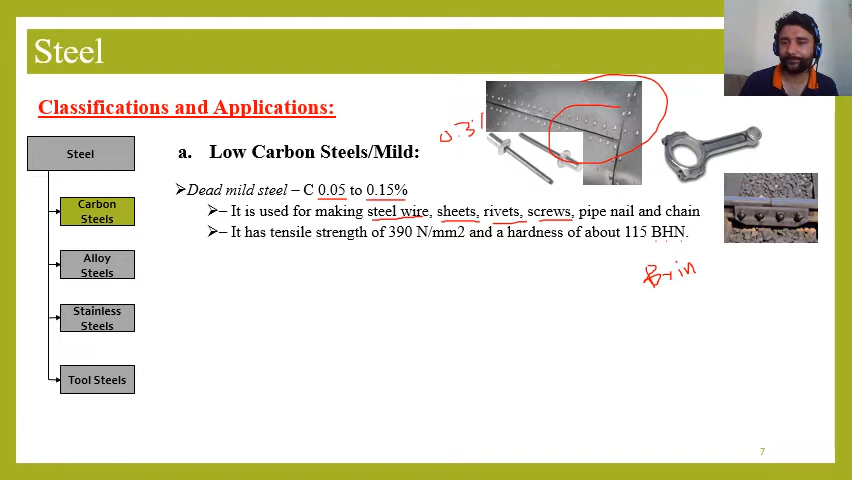 Steel
Classifications and Applications:
Steel
Carbon
Steels
Alloy
Steels
Stainless
Steels
Tool Steels
a. Low Carbon Steels/Mild:
0.3%
➢Dead mild steel – C 0.05 to 0.15%
➢– It is used for making steel wire, sheets, rivets, screws, pipe nail and chain
➢– It has tensile strength of 390 N/mm2 and a hardness of about 115 BHN.
Brin
7